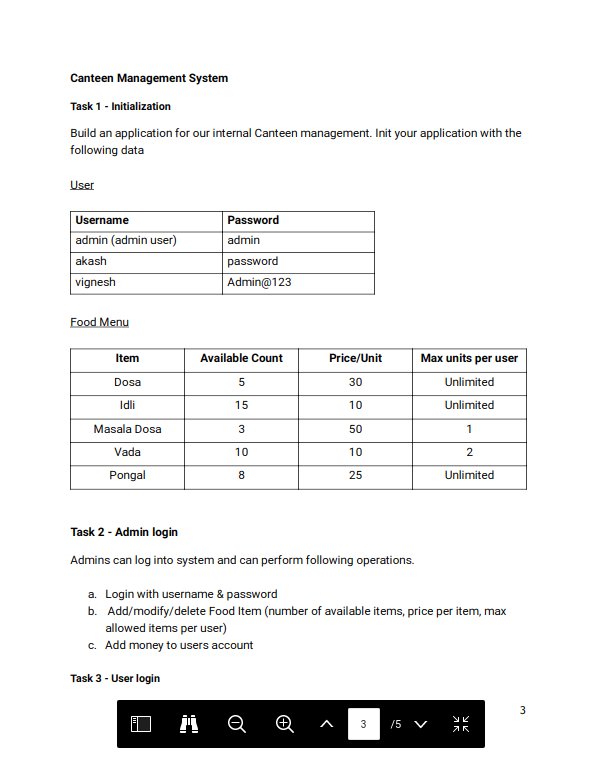 Canteen Management System
Task 1 - Initialization
Build an application for our internal Canteen management. Init your application with the
following data
User
Username Password
admin (admin user) admin
akash password
vignesh Admin@123
Food Menu
Item Available Count Price/Unit Max units per user
Dosa 5 30 Unlimited
Idli 15 10 Unlimited
Masala Dosa 3 50 1
Vada 10 10 2
Pongal 8 25 Unlimited
Task 2 - Admin login
Admins can log into system and can perform following operations.
a. Login with username & password
b. Add/modify/delete Food Item (number of available items, price per item, max
allowed items per user)
c. Add money to users account
Task 3 - User login
3
3 /5